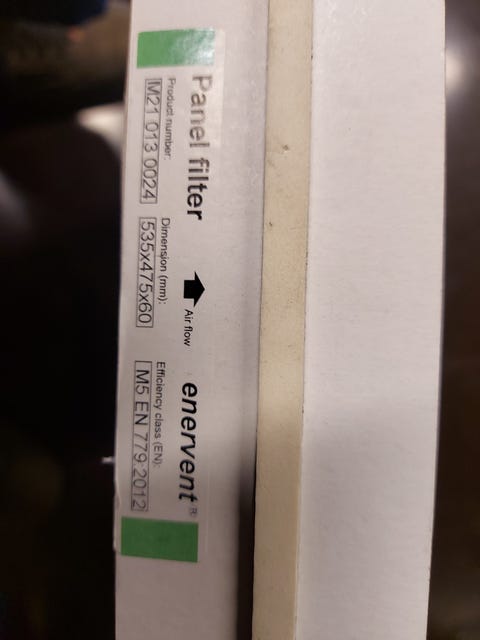 Panel filter
Air flow
enervent®
Product number:
M21 013 0024
Dimension (mm):
535x475x60
Efficiency class (EN):
M5 EN 779:2012